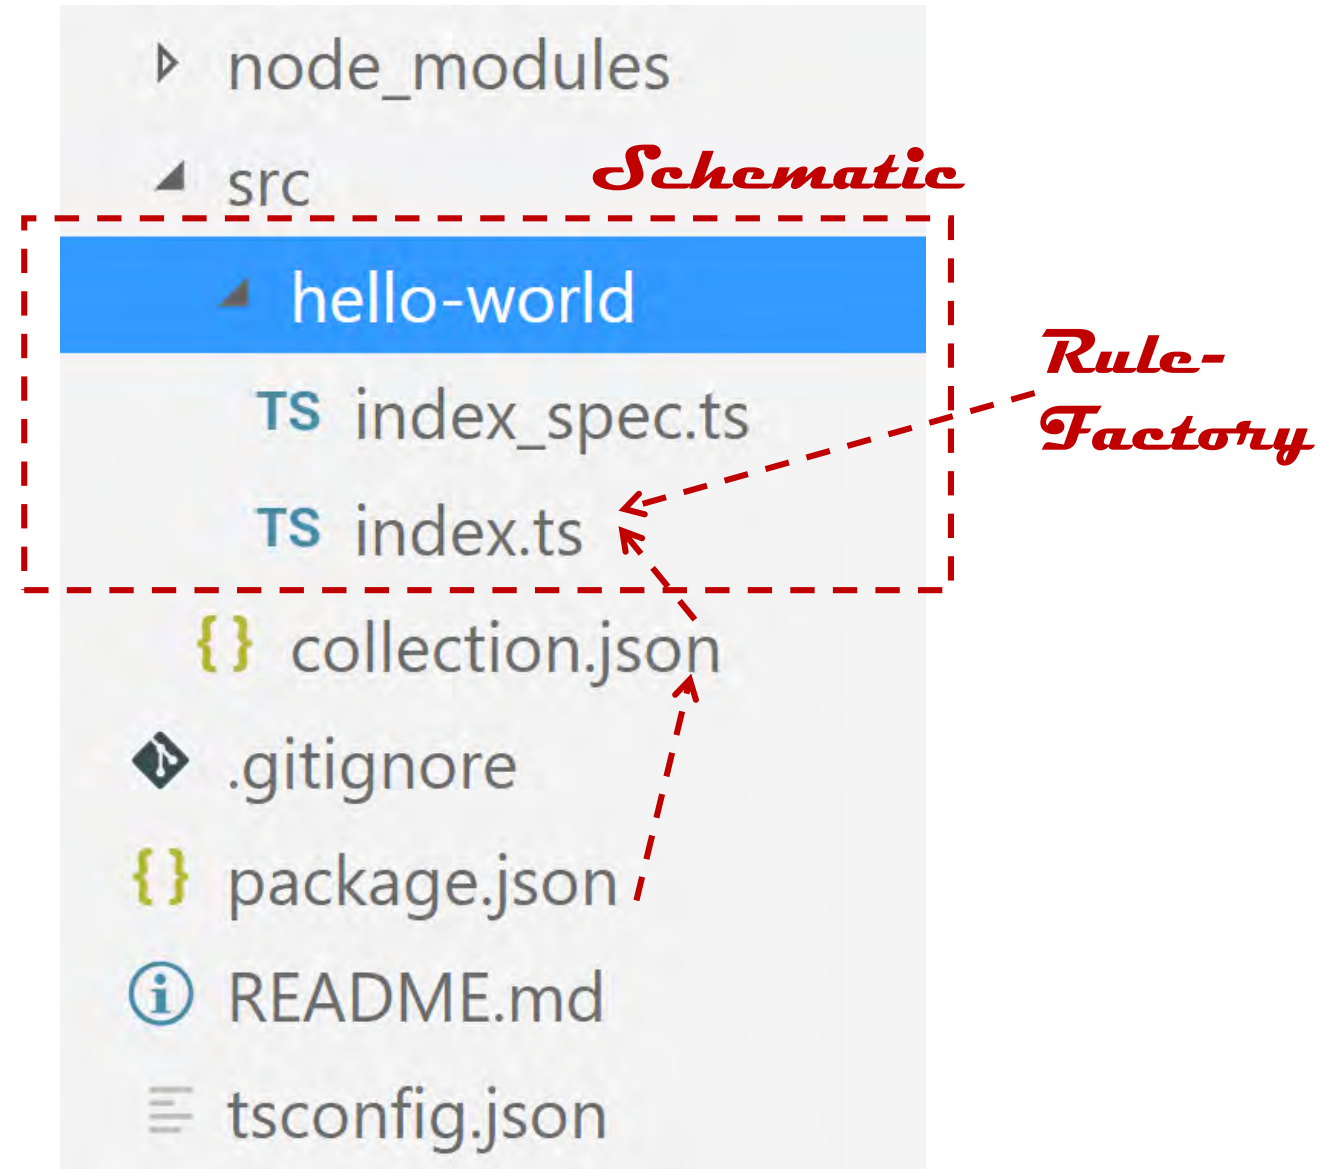 node_modules
src
Schematic
hello-world
TS index_spec.ts
TS index.ts
Rule-
Factory
{ } collection.json
.gitignore
{ } package.json
i README.md
tsconfig.json